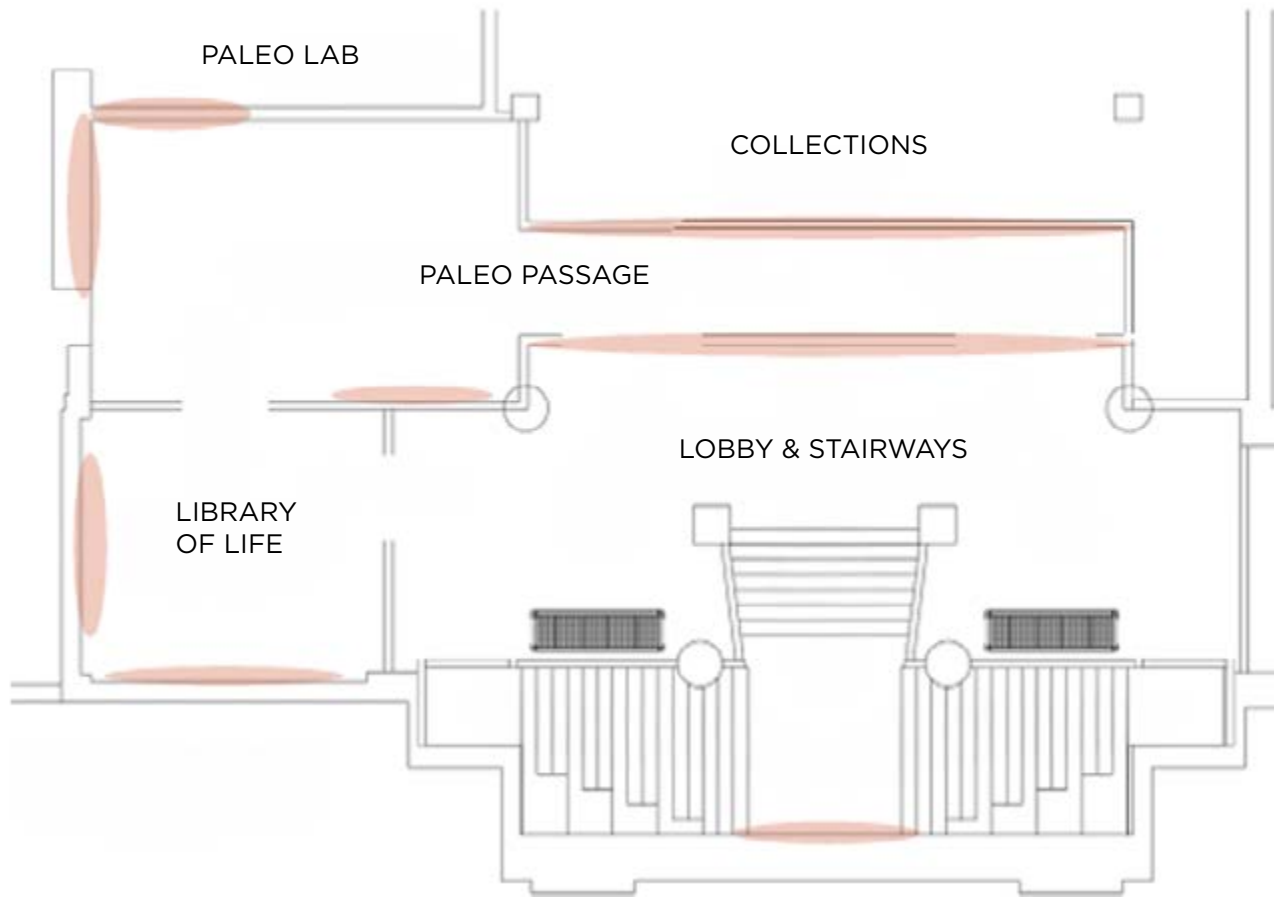 PALEO LAB
COLLECTIONS
PALEO PASSAGE
LOBBY & STAIRWAYS
LIBRARY
OF LIFE